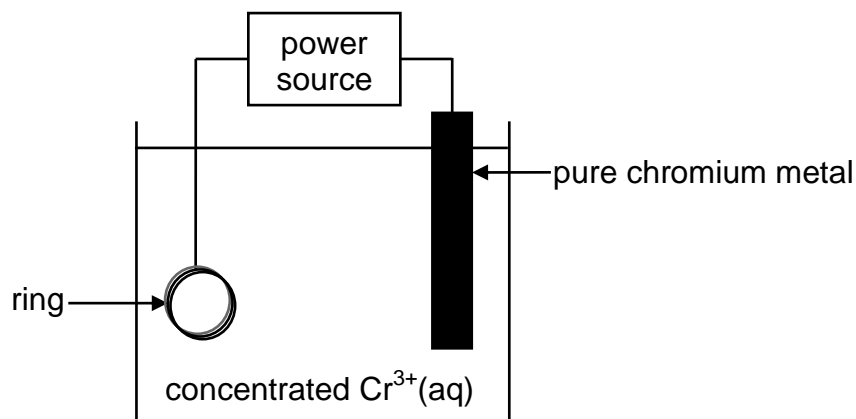 power
source
pure chromium metal
ring
concentrated Cr³⁺(aq)